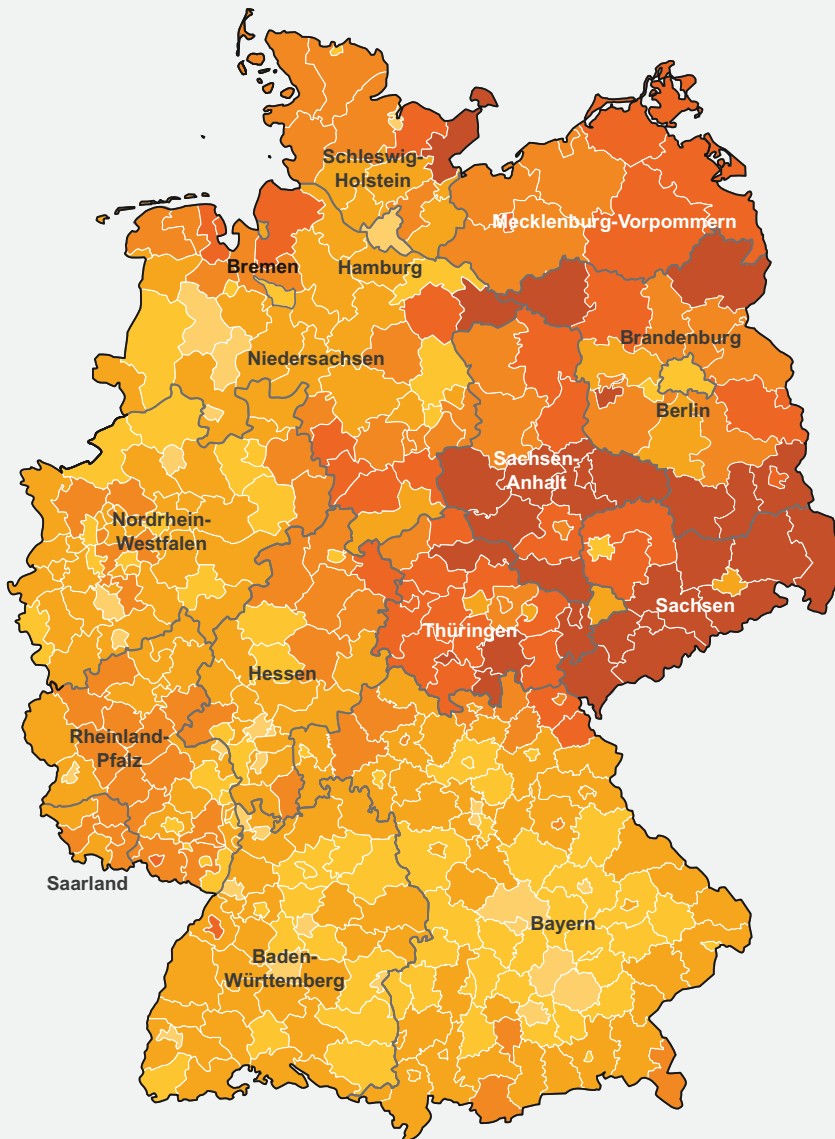 Schleswig-
Holstein
Mecklenburg-Vorpommern
Bremen
Hamburg
Brandenburg
Niedersachsen
Berlin
Sachsen-
Anhalt
Nordrhein-
Westfalen
Sachsen
Thüringen
Hessen
Rheinland-
Pfalz
Saarland
Bayern
Baden-
Württemberg